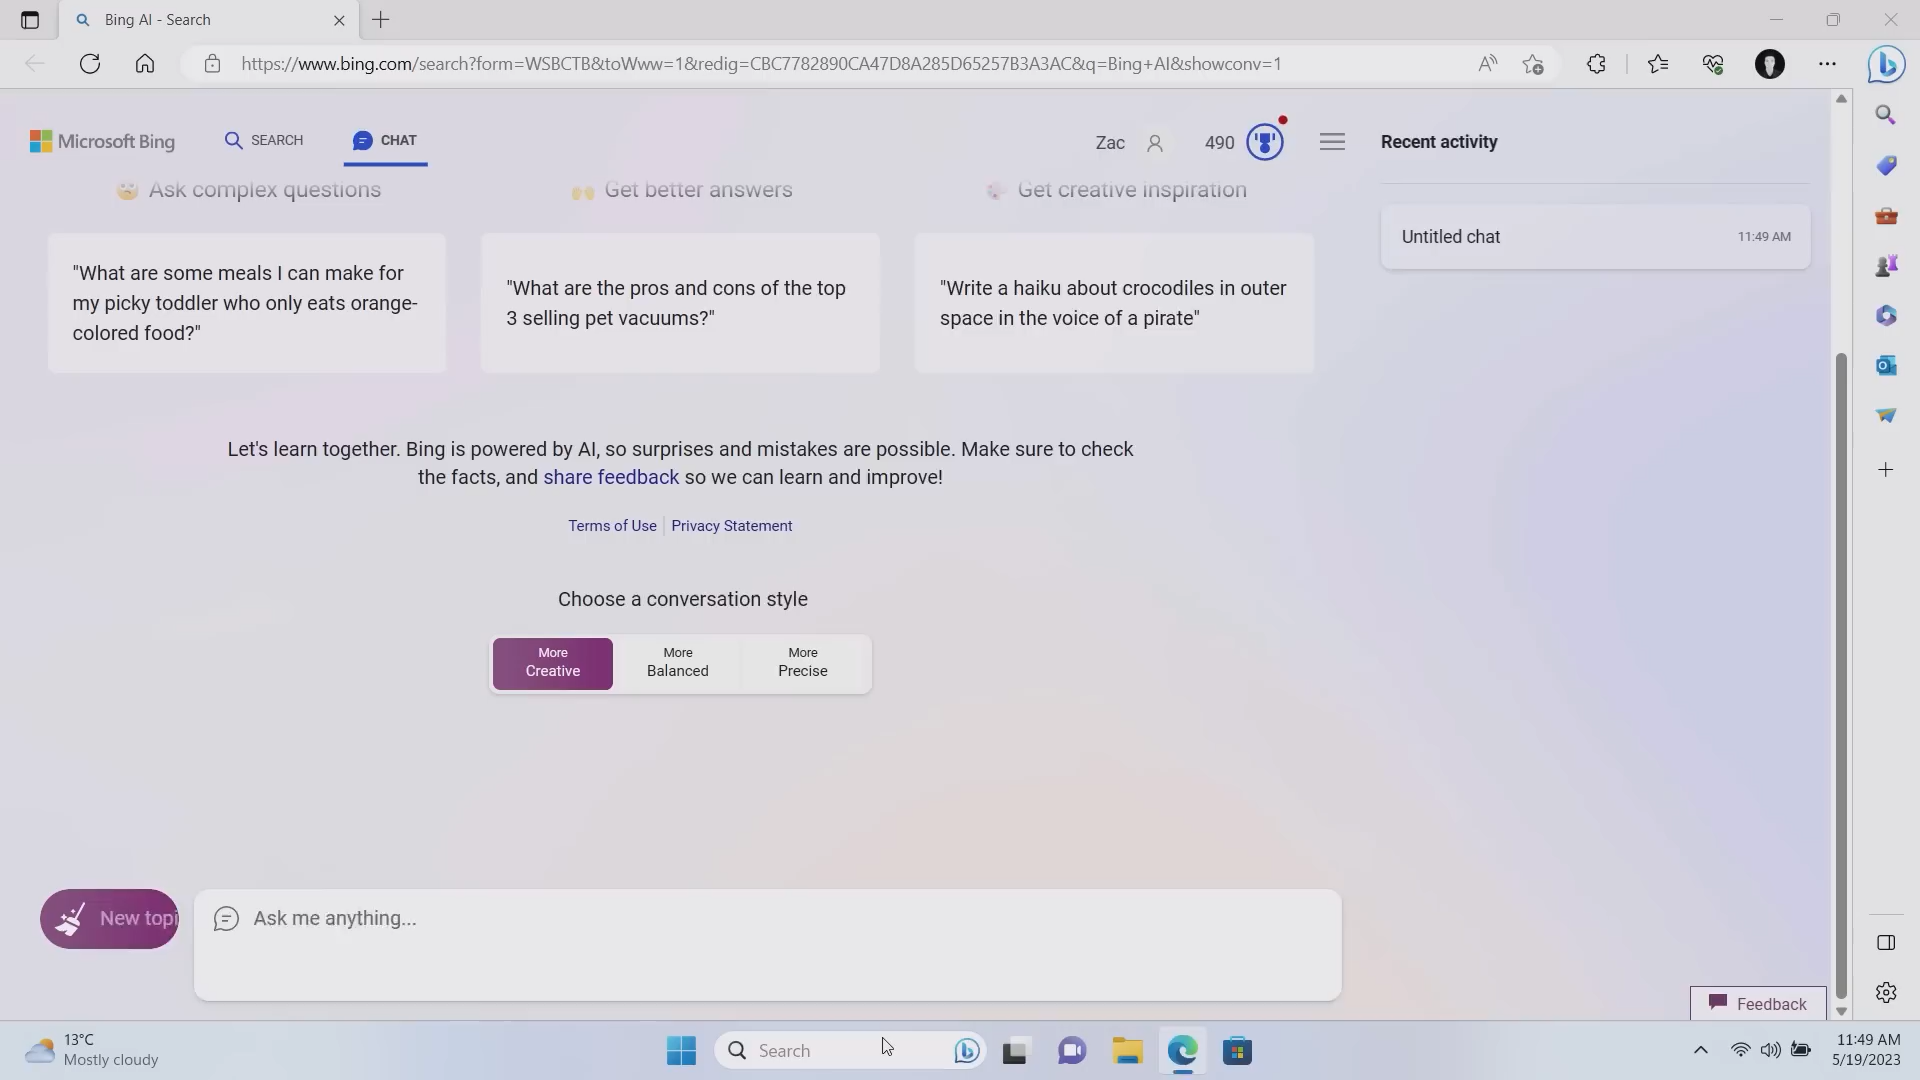 Bing AI - Search
https://www.bing.com/search?form=WSBCTB&toWww=1&redig=CBC7782890CA47D8A285D65257B3A3AC&q=Bing+AI&showconv=1
Microsoft Bing
SEARCH
CHAT
Zac
490
Recent activity
Ask complex questions
Get better answers
Get creative inspiration
Untitled chat
11:49 AM
"What are some meals I can make for
my picky toddler who only eats orange-
colored food?"
"What are the pros and cons of the top
3 selling pet vacuums?"
"Write a haiku about crocodiles in outer
space in the voice of a pirate"
Let's learn together. Bing is powered by AI, so surprises and mistakes are possible. Make sure to check
the facts, and share feedback so we can learn and improve!
Terms of Use
Privacy Statement
Choose a conversation style
More
Creative
More
Balanced
More
Precise
New topi
Ask me anything...
Feedback
13°C
Mostly cloudy
Search
11:49 AM
5/19/2023